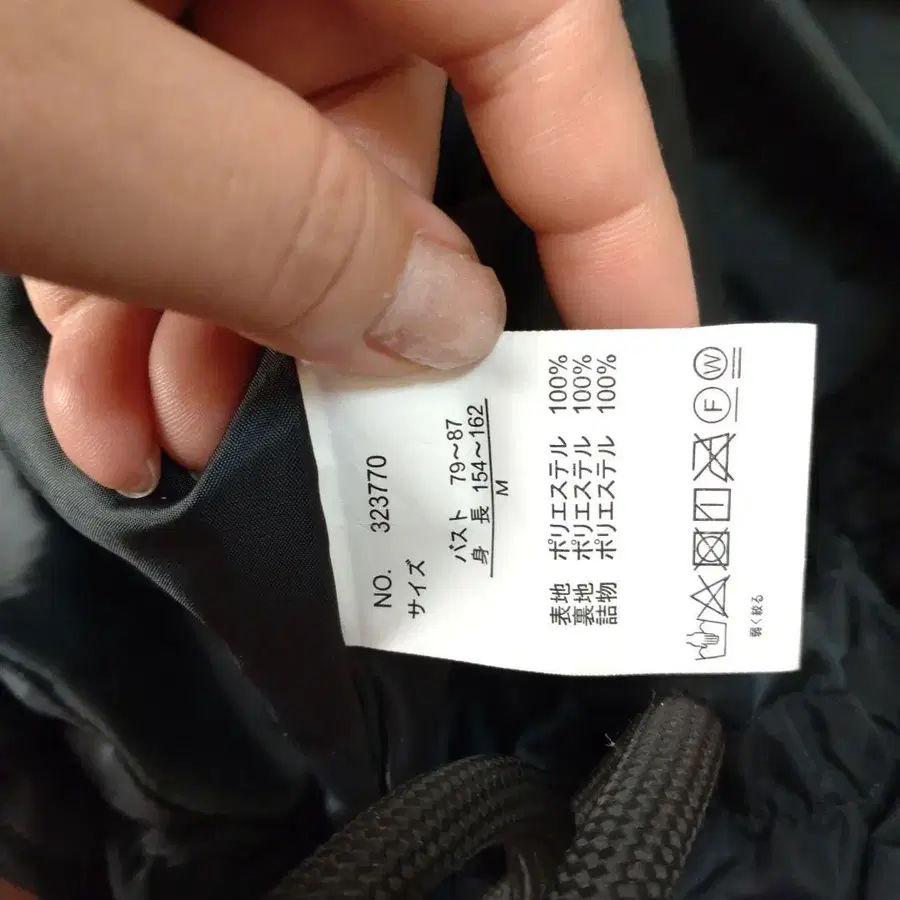 NO. 323770
サイズ
バスト 79～87
身長 154～162
M
表地 ポリエステル 100%
裏地 ポリエステル 100%
詰物 ポリエステル 100%
F W
弱く絞る